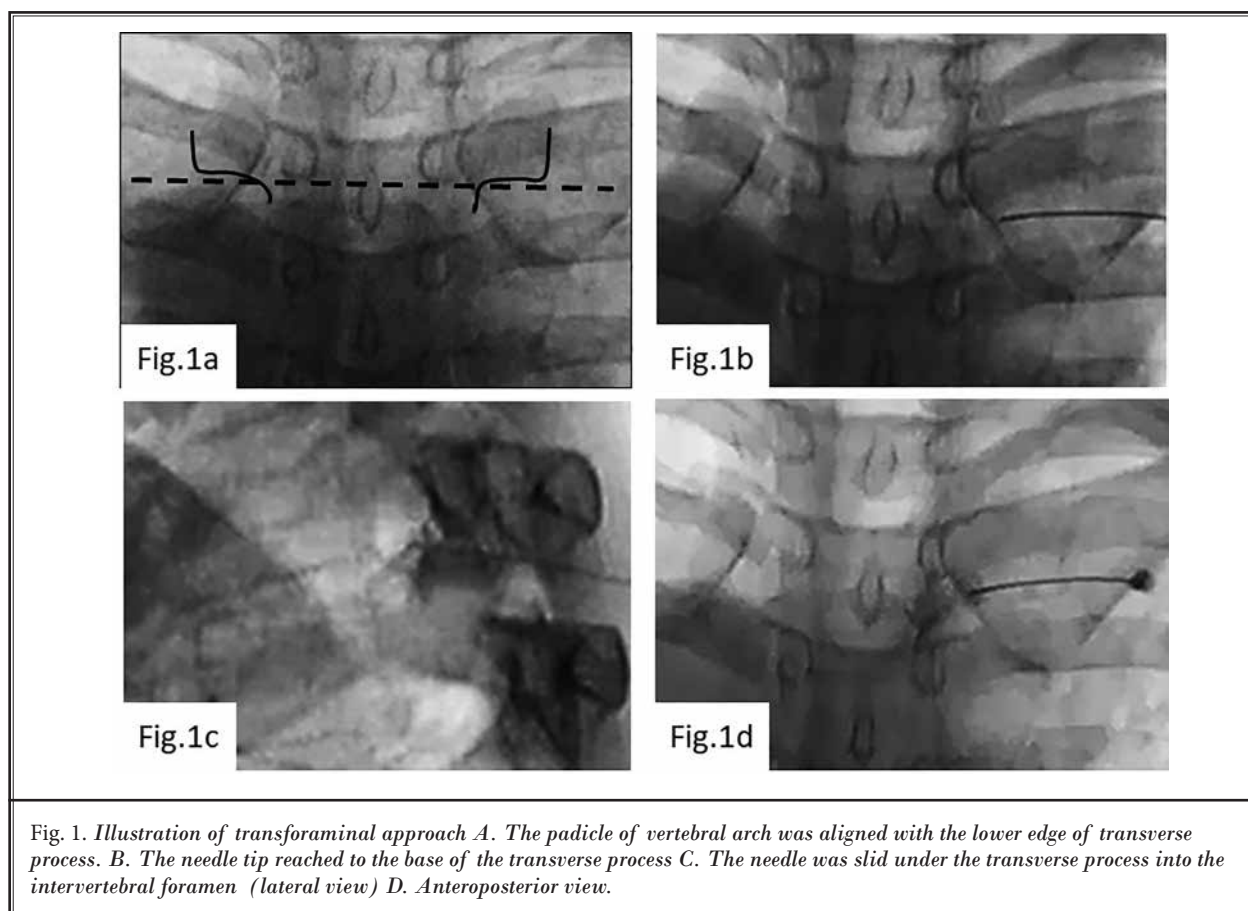 Fig.1a
Fig.1b
Fig.1c
Fig.1d
Fig. 1. Illustration of transforaminal approach A. The padicle of vertebral arch was aligned with the lower edge of transverse
process. B. The needle tip reached to the base of the transverse process C. The needle was slid under the transverse process into the
intervertebral foramen (lateral view) D. Anteroposterior view.